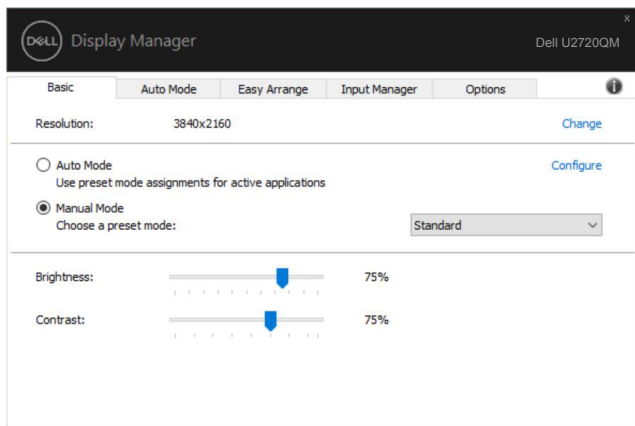 x
DELL Display Manager
Dell U2720QM
Basic Auto Mode Easy Arrange Input Manager Options i
Resolution: 3840x2160 Change
Auto Mode Configure
Use preset mode assignments for active applications
Manual Mode
Choose a preset mode: Standard
Brightness: 75%
Contrast: 75%